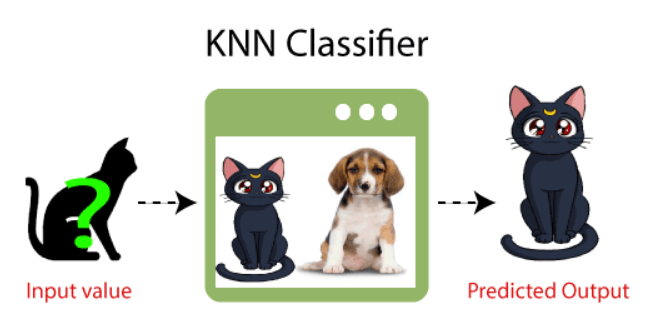 KNN Classifier
?
Input value
Predicted Output